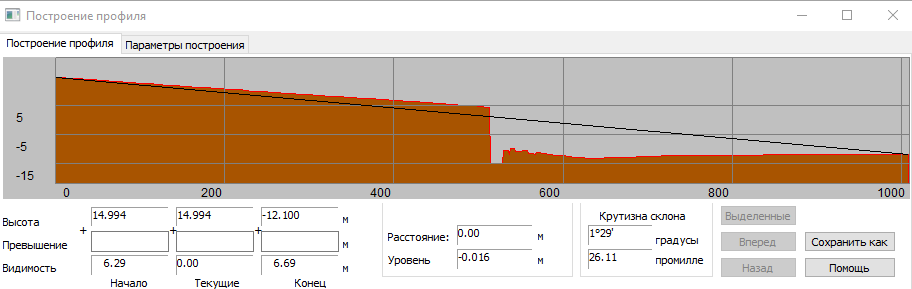 Построение профиля
Построение профиля Параметры построения
5
-5
-15
0 200 400 600 800 1000
Высота 14.994 14.994 -12.100 м
+ + +
Превышение
Видимость 6.29 0.00 6.69 м
Начало Текущие Конец
Расстояние: 0.00 м
Уровень -0.016 м
Крутизна склона
1°29' градусы
26.11 промилле
Выделенные
Вперед Сохранить как
Назад Помощь